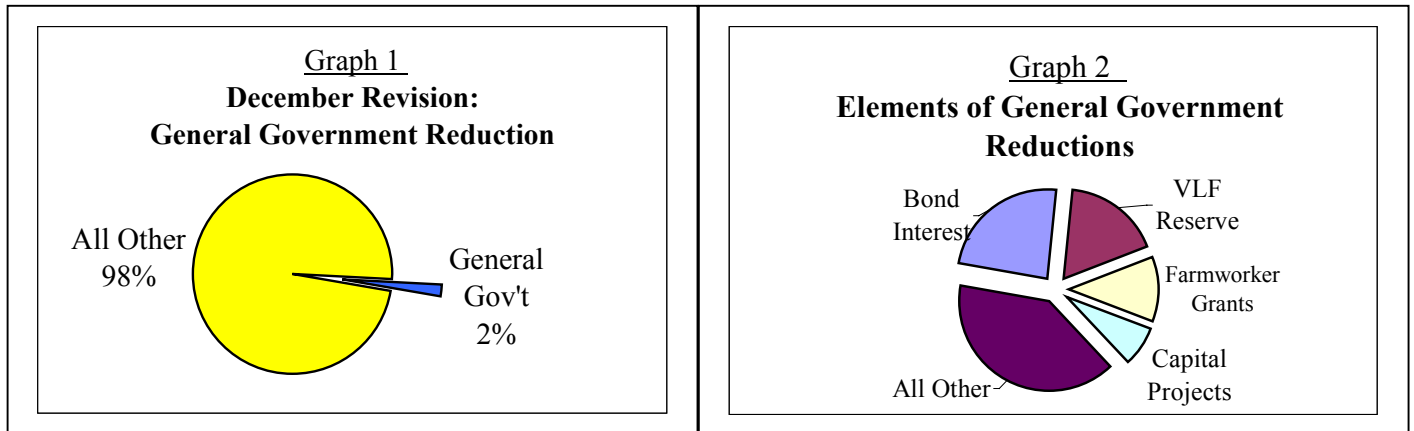 Graph 1
December Revision:
General Government Reduction
All Other
98%
General
Gov't
2%
Graph 2
Elements of General Government
Reductions
Bond
Interest
VLF
Reserve
Farmworker
Grants
Capital
Projects
All Other